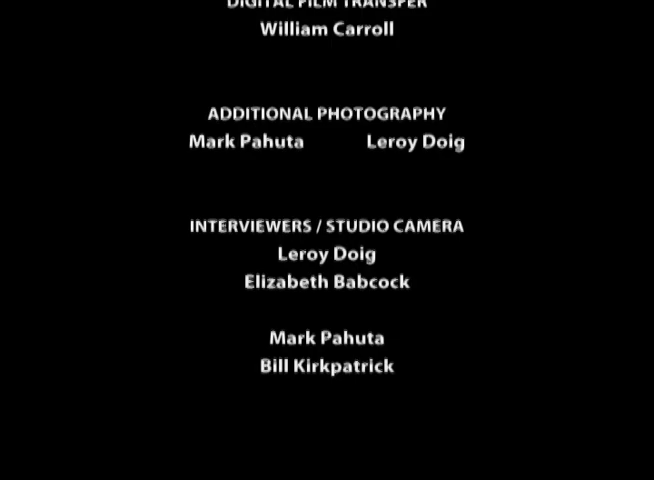 DIGITAL FILM TRANSFER
William Carroll
ADDITIONAL PHOTOGRAPHY
Mark Pahuta Leroy Doig
INTERVIEWERS / STUDIO CAMERA
Leroy Doig
Elizabeth Babcock
Mark Pahuta
Bill Kirkpatrick